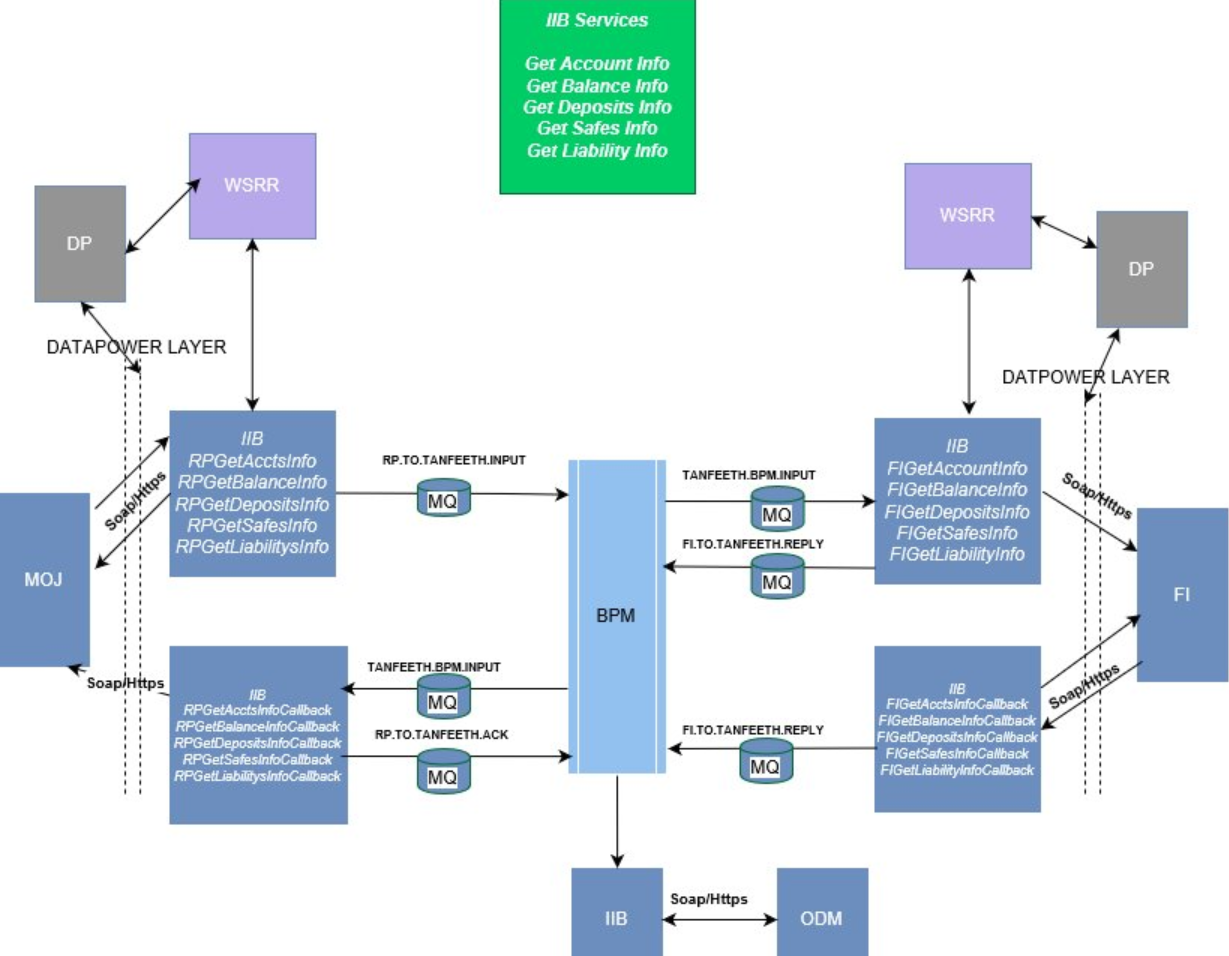 IIB Services
Get Account Info
Get Balance Info
Get Deposits Info
Get Safes Info
Get Liability Info
WSRR
DP
DATAPOWER LAYER
WSRR
DP
DATPOWER LAYER
IIB
RPGetAcctsInfo
RPGetBalanceInfo
RPGetDepositsInfo
RPGetSafesInfo
RPGetLiabilitysInfo
Soap/Https
MOJ
RP.TO.TANFEETH.INPUT
MQ
BPM
TANFEETH.BPM.INPUT
MQ
FI.TO.TANFEETH.REPLY
MQ
IIB
FIGetAccountInfo
FIGetBalanceInfo
FIGetDepositsInfo
FIGetSafesInfo
FIGetLiabilityInfo
Soap/Https
FI
Soap/Https
IIB
RPGetAcctsInfoCallback
RPGetBalanceInfoCallback
RPGetDepositsInfoCallback
RPGetSafesInfoCallback
RPGetLiabilitysInfoCallback
TANFEETH.BPM.INPUT
MQ
RP.TO.TANFEETH.ACK
MQ
FI.TO.TANFEETH.REPLY
MQ
IIB
FIGetAccountInfoCallback
FIGetBalanceInfoCallback
FIGetDepositsInfoCallback
FIGetSafesInfoCallback
FIGetLiabilityInfoCallback
Soap/Https
IIB
Soap/Https
ODM